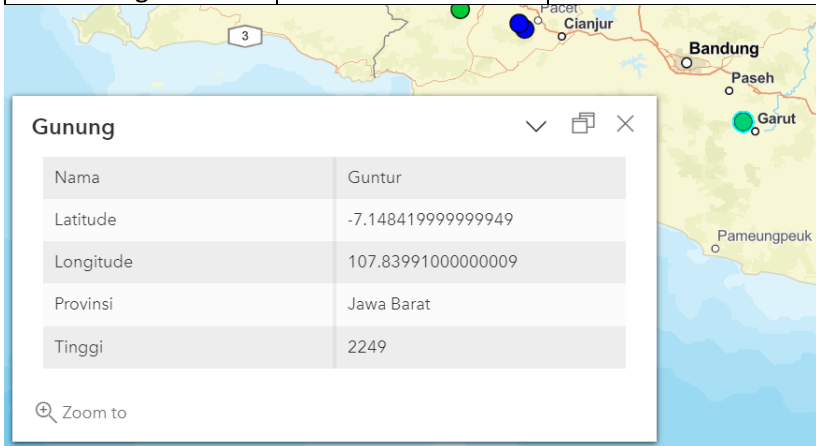 Pacet
Cianjur
3
Bandung
Paseh
Garut
Pameungpeuk
Gunung
Nama Guntur
Latitude -7.148419999999949
Longitude 107.83991000000009
Provinsi Jawa Barat
Tinggi 2249
Zoom to